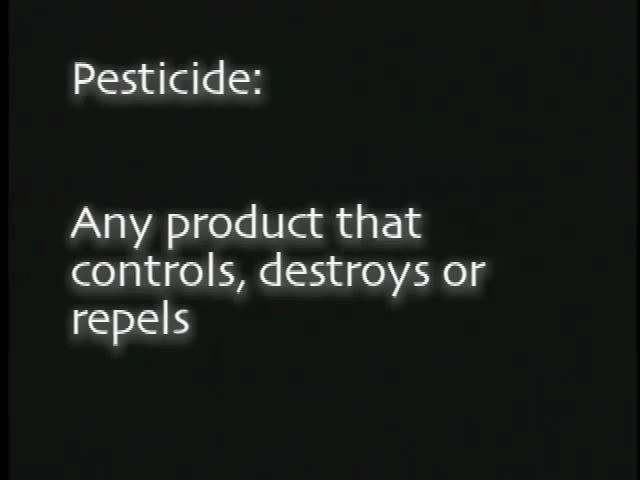 Pesticide:
Any product that
controls, destroys or
repels